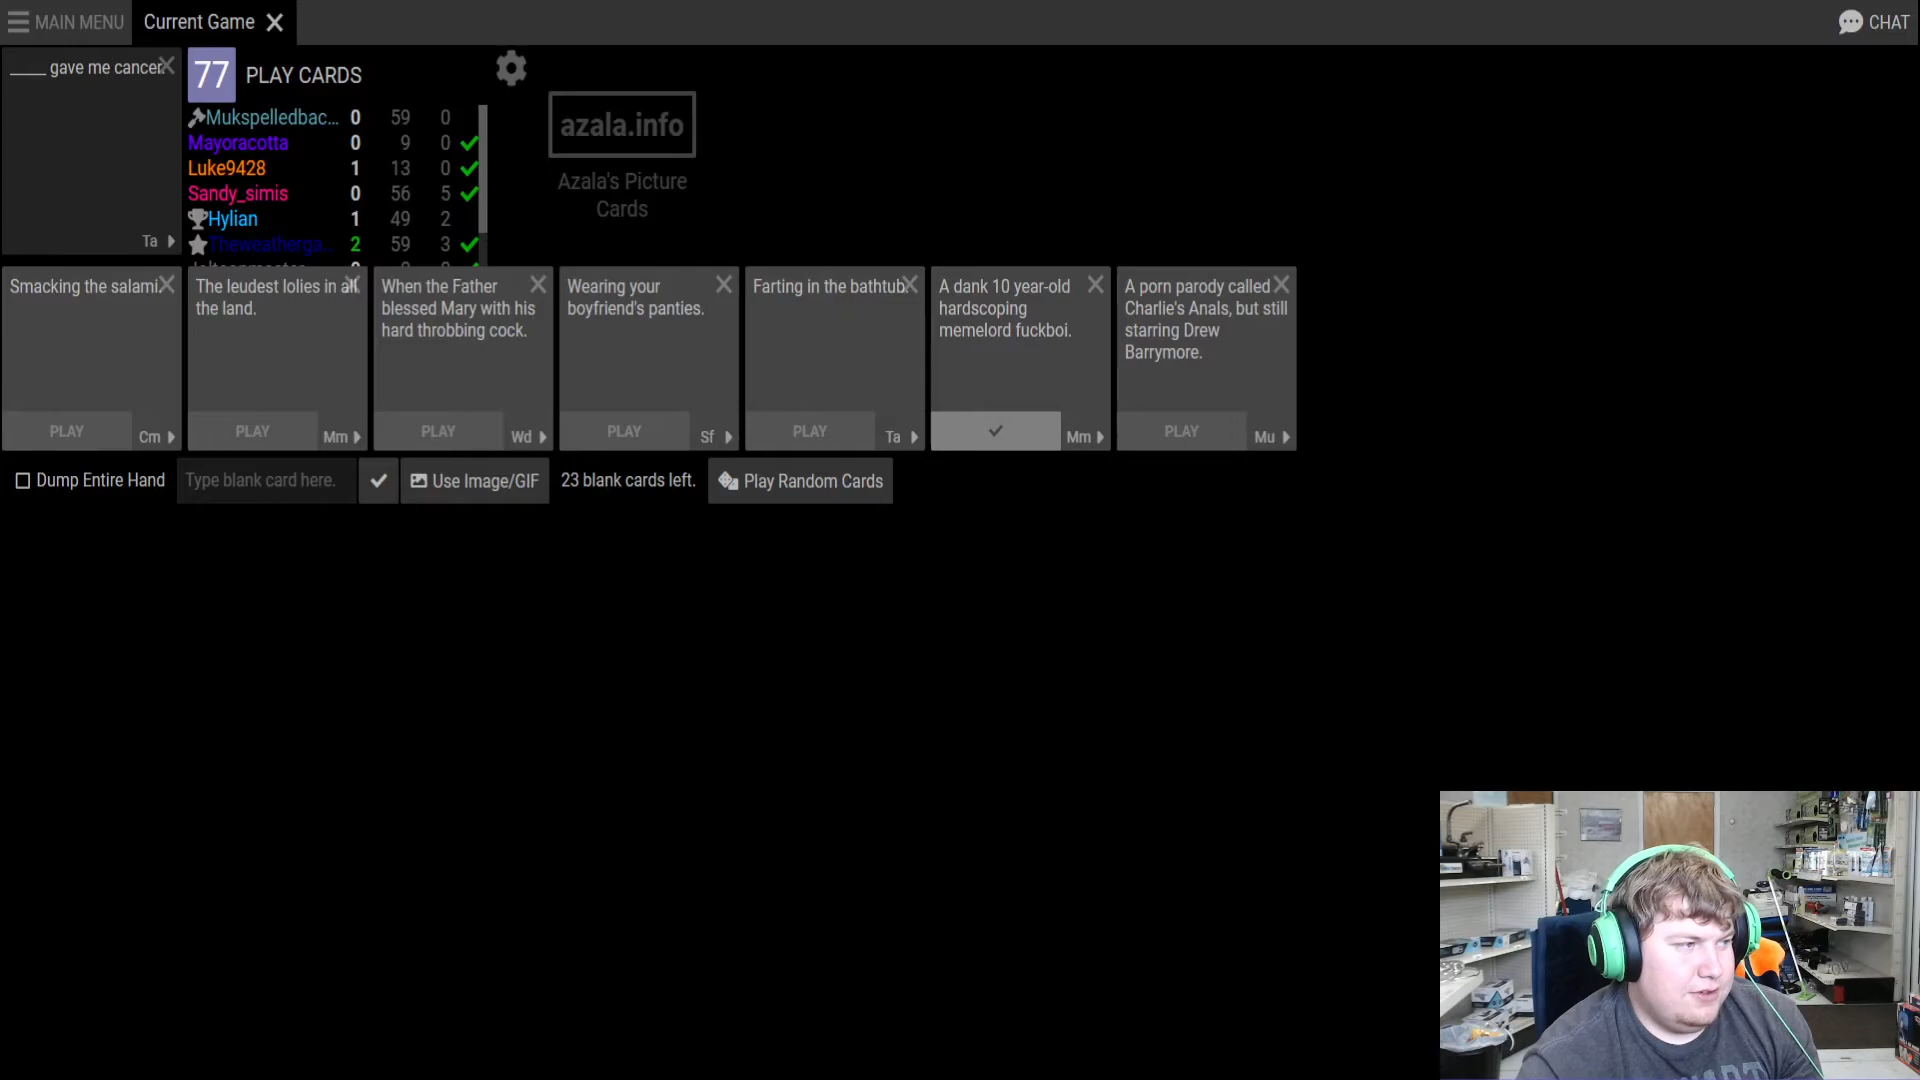 MAIN MENU
Current Game
CHAT
____ gave me cancer.
Ta
77 PLAY CARDS
Mukspelledbac... 0 59 0
Mayoracotta 0 9 0
Luke9428 1 13 0
Sandy_simis 0 56 5
Hylian 1 49 2
Theweatherga... 2 59 3
azala.info
Azala's Picture
Cards
Smacking the salami.
PLAY
Cm
The leudest lolies in all
the land.
PLAY
Mm
When the Father
blessed Mary with his
hard throbbing cock.
PLAY
Wd
Wearing your
boyfriend's panties.
PLAY
Sf
Farting in the bathtub.
PLAY
Ta
A dank 10 year-old
hardscoping
memelord fuckboi.
Mm
A porn parody called
Charlie's Anals, but still
starring Drew
Barrymore.
PLAY
Mu
Dump Entire Hand
Type blank card here.
Use Image/GIF
23 blank cards left.
Play Random Cards